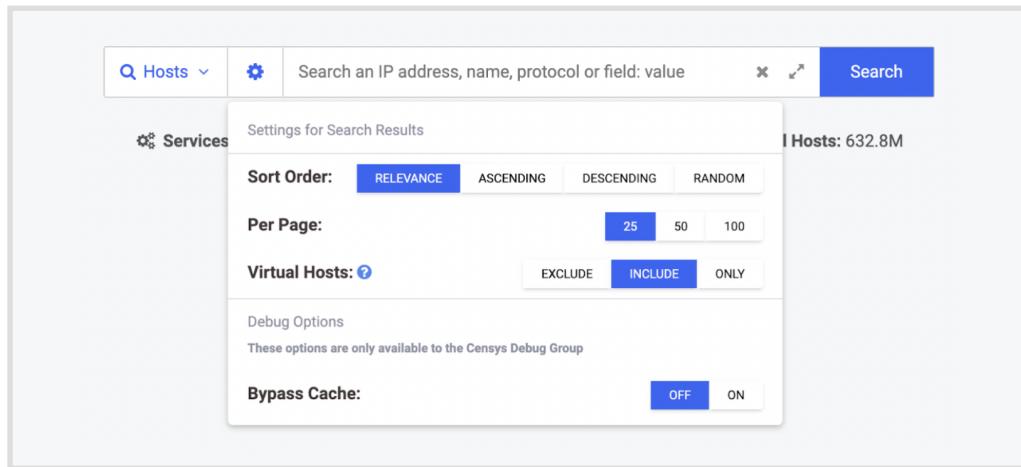 Hosts
Search an IP address, name, protocol or field: value
Search
Services
Hosts: 632.8M
Settings for Search Results
Sort Order: RELEVANCE ASCENDING DESCENDING RANDOM
Per Page: 25 50 100
Virtual Hosts: ? EXCLUDE INCLUDE ONLY
Debug Options
These options are only available to the Censys Debug Group
Bypass Cache: OFF ON